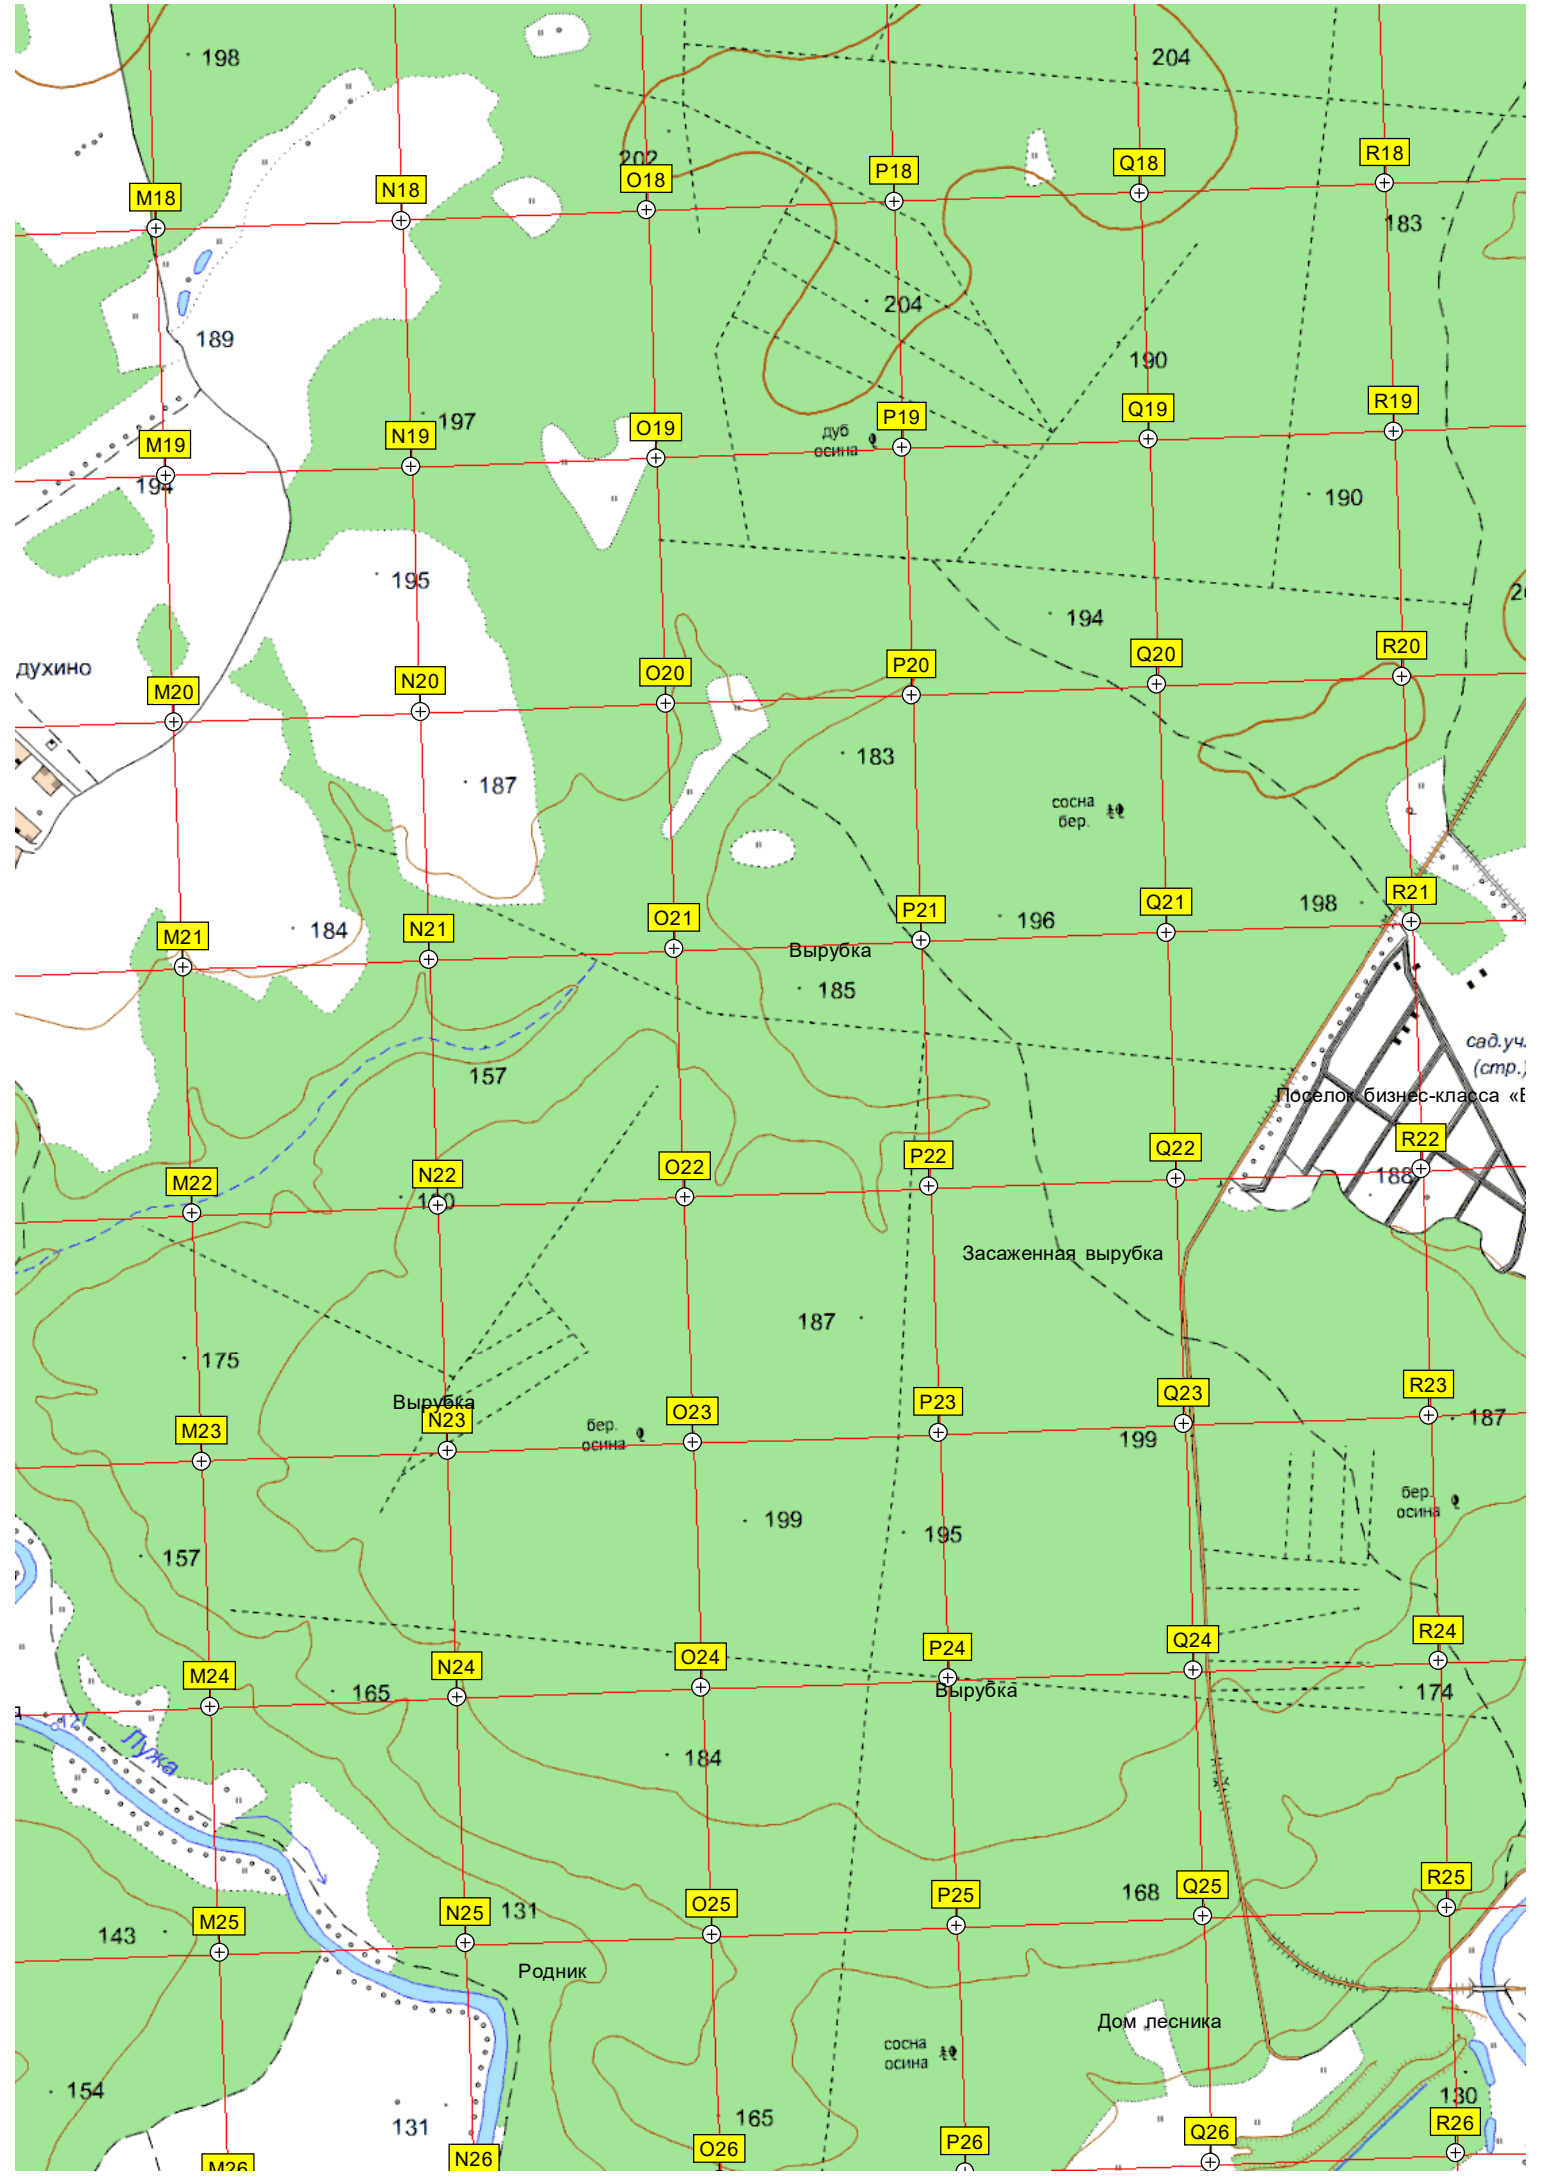 198
204
202
M18
N18
O18
P18
Q18
R18
183
204
189
190
197
M19
N19
O19
P19
Q19
R19
дуб
осина
194
190
195
194
духино
M20
N20
O20
P20
Q20
R20
183
187
сосна
бер.
184
196
198
M21
N21
O21
P21
Q21
R21
Вырубка
185
сад.уч.
(стр.)
157
Поселок бизнес-класса «В
M22
N22
O22
P22
Q22
R22
188
Засаженная вырубка
187
175
Вырубка
M23
N23
O23
P23
Q23
R23
187
бер.
осина
199
бер.
осина
199
195
157
M24
N24
O24
P24
Q24
R24
165
Вырубка
174
127
Лужа
184
168
M25
N25
O25
P25
Q25
R25
131
143
Родник
Дом лесника
сосна
осина
154
130
131
165
M26
N26
O26
P26
Q26
R26